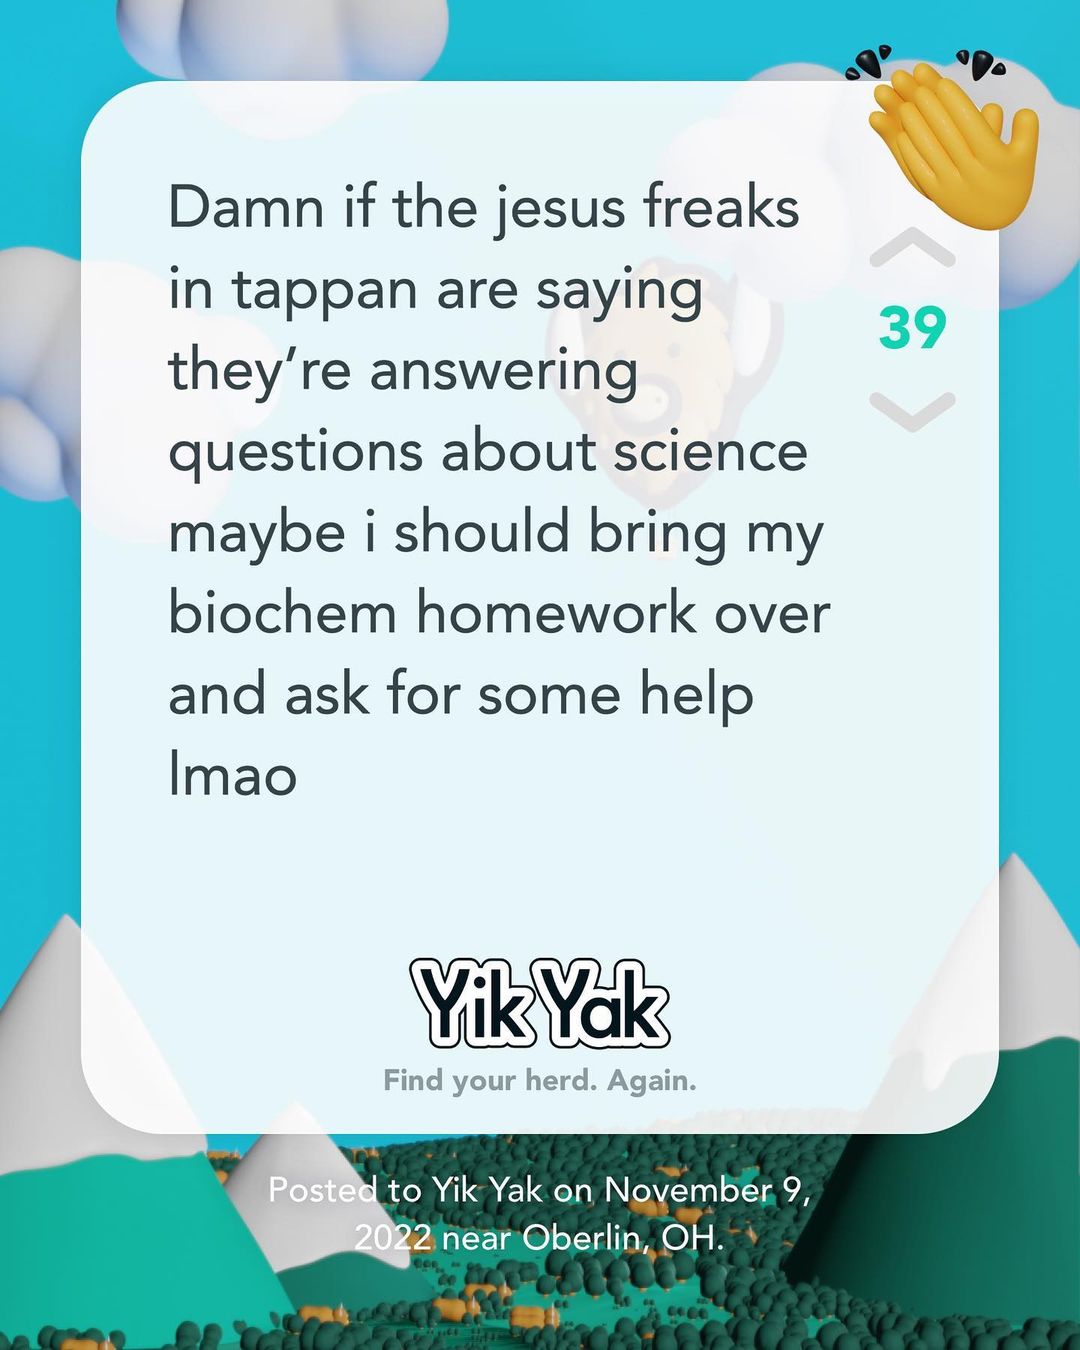 Damn if the jesus freaks
in tappan are saying
they’re answering
questions about science
maybe i should bring my
biochem homework over
and ask for some help
lmao
39
Yik Yak
Find your herd. Again.
Posted to Yik Yak on November 9,
2022 near Oberlin, OH.